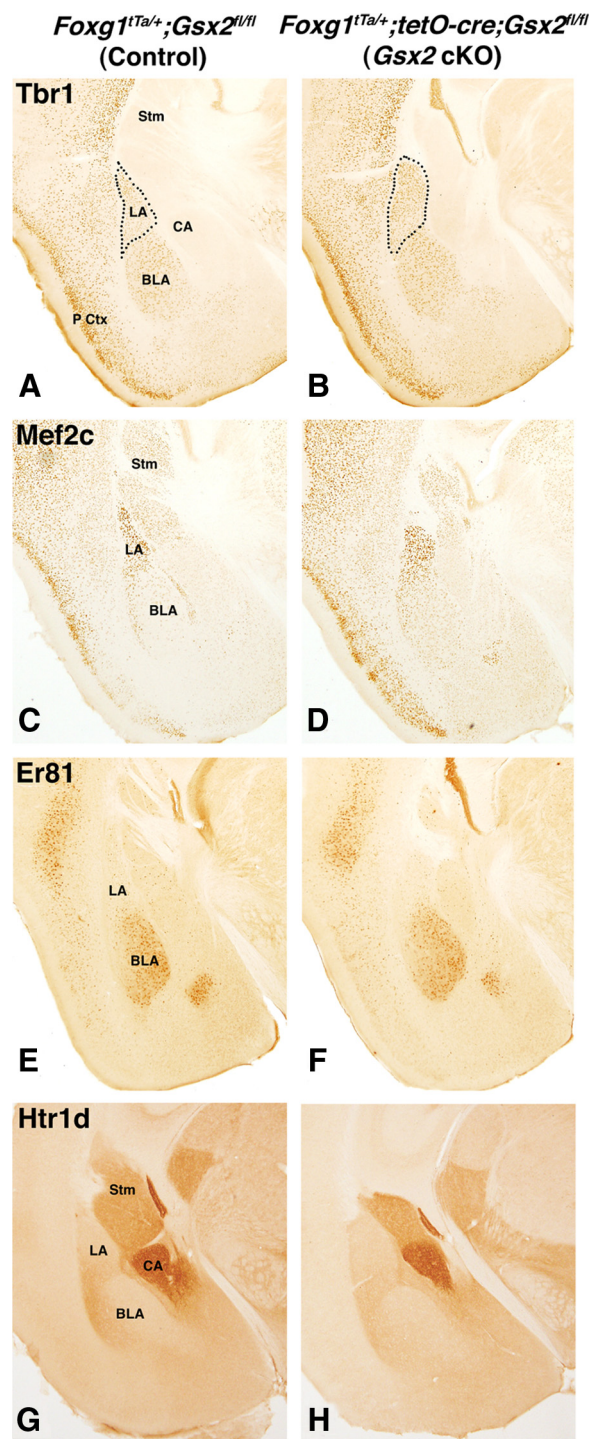 Foxg1tTa/+;Gsx2fl/fl Foxg1tTa/+;tetO-cre;Gsx2fl/fl
(Control) (Gsx2 cKO)
Tbr1
Stm
LA
CA
BLA
P Ctx
A B
Mef2c
Stm
LA
BLA
C D
Er81
LA
BLA
E F
Htr1d
Stm
LA
CA
BLA
G H